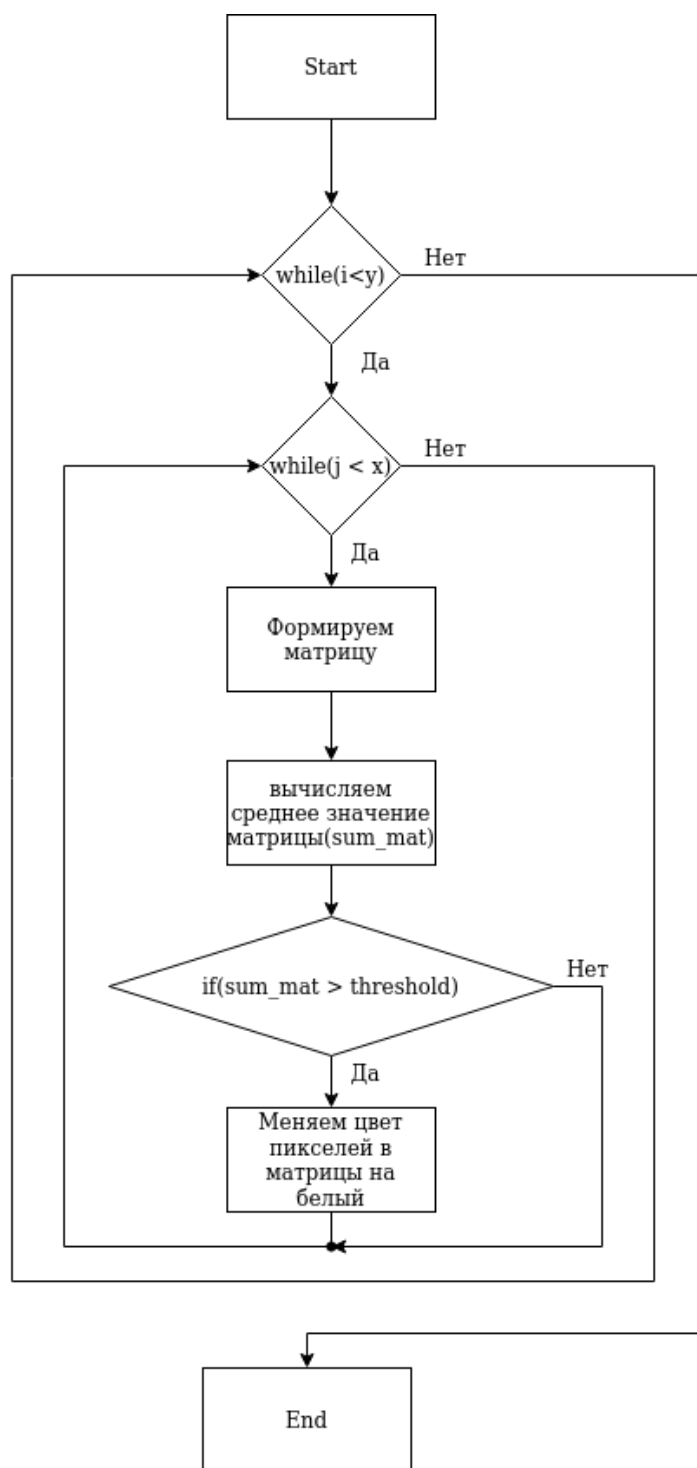 Start
while(i<y)
Нет
Да
while(j < x)
Нет
Да
Формируем
матрицу
вычисляем
среднее значение
матрицы(sum_mat)
if(sum_mat > threshold)
Нет
Да
Меняем цвет
пикселей в
матрицы на
белый
End